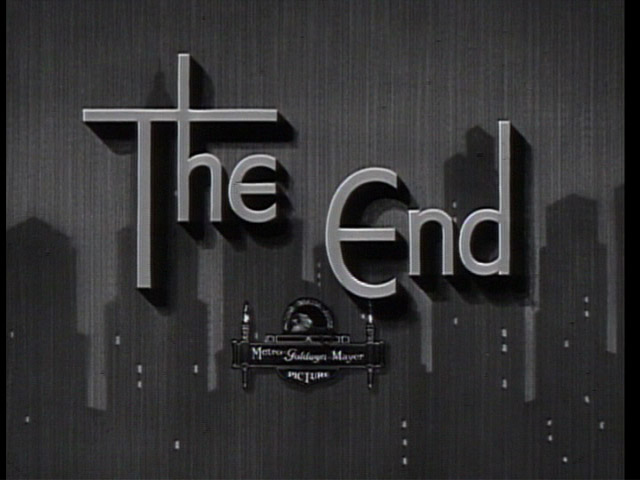 The End
Metro-Goldwyn-Mayer
PICTURE